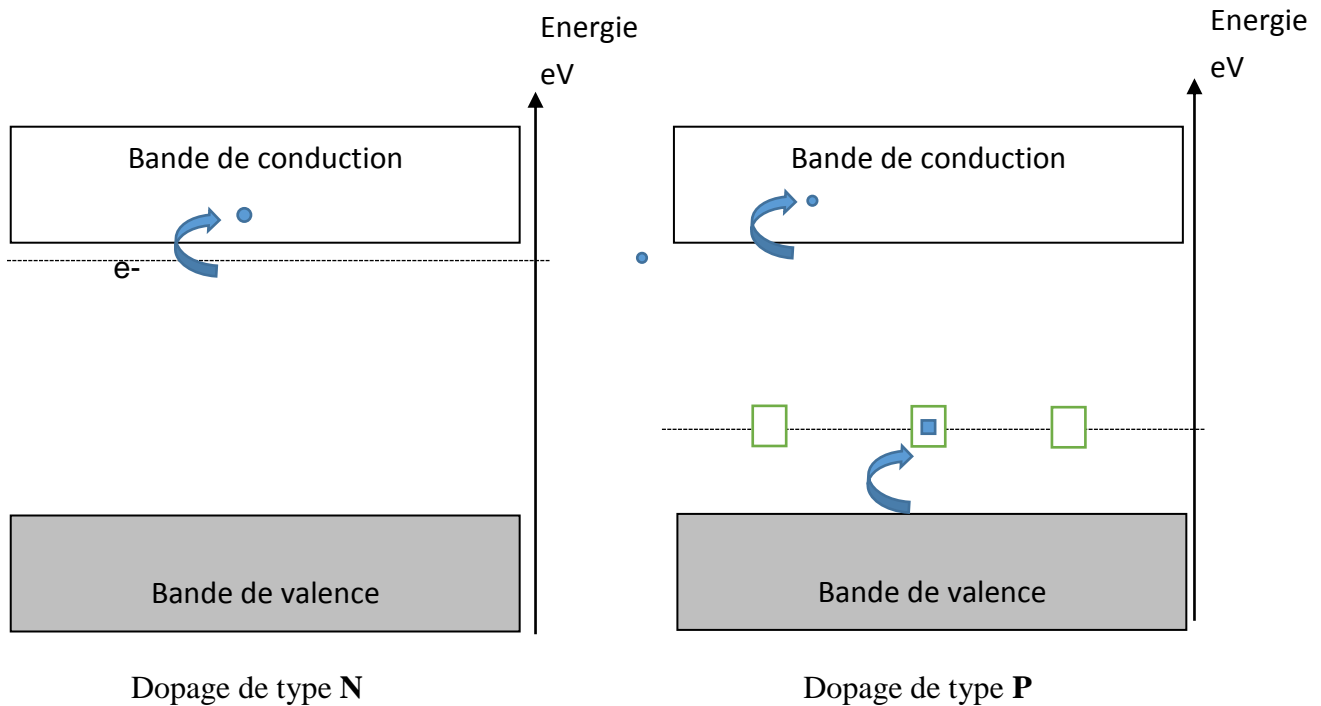 Energie
eV
Bande de conduction
e-
Bande de valence
Dopage de type N
Energie
eV
Bande de conduction
Bande de valence
Dopage de type P